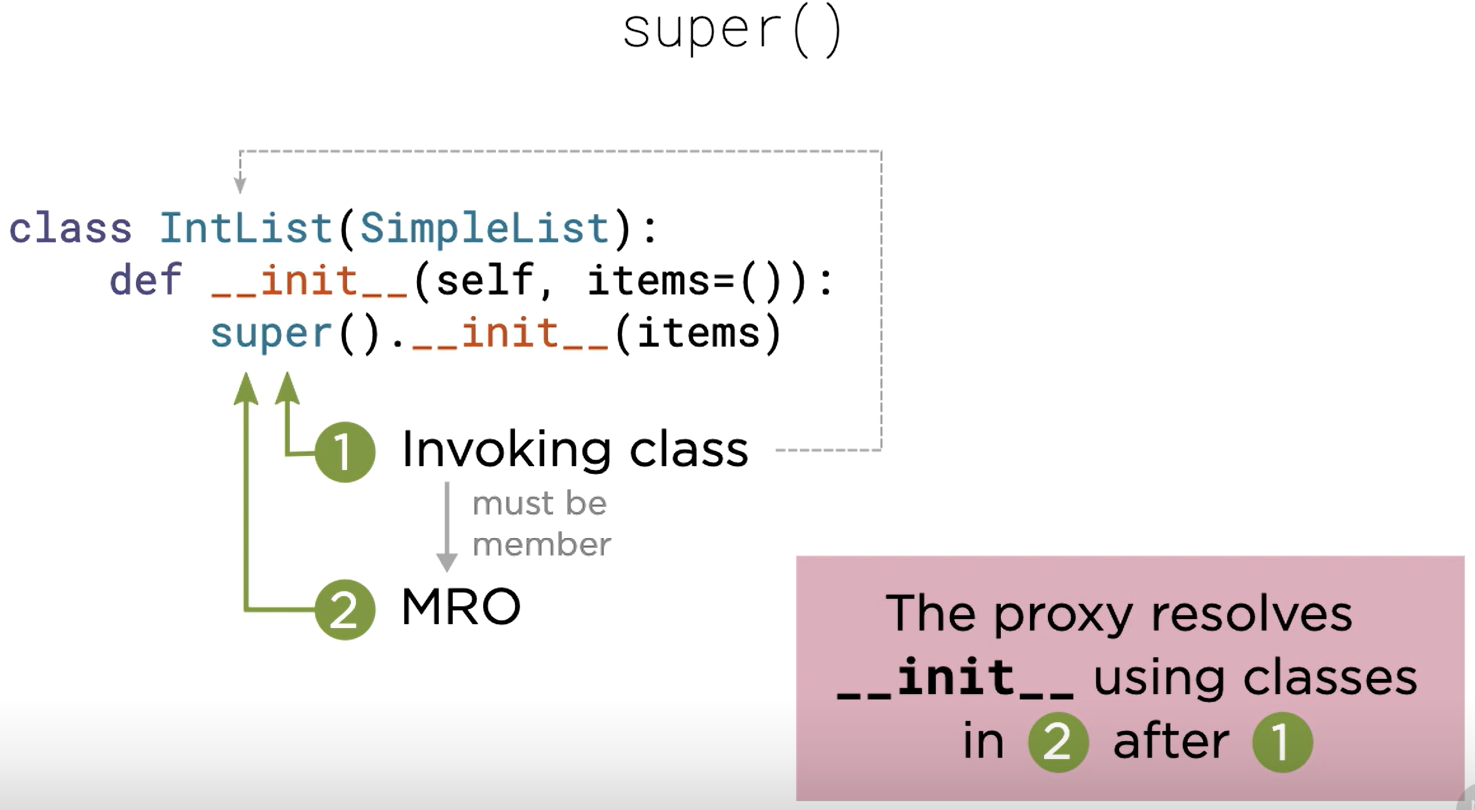 super()
class IntList(SimpleList):
    def __init__(self, items=()):
        super().__init__(items)
1 Invoking class
must be
member
2 MRO
The proxy resolves
__init__ using classes
in 2 after 1